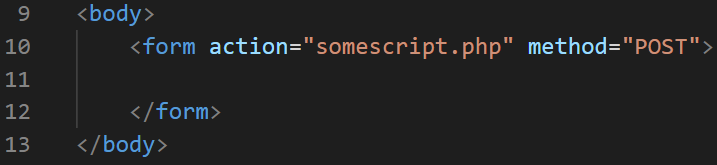 9 <body>
10 <form action="somescript.php" method="POST">
11
12 </form>
13 </body>